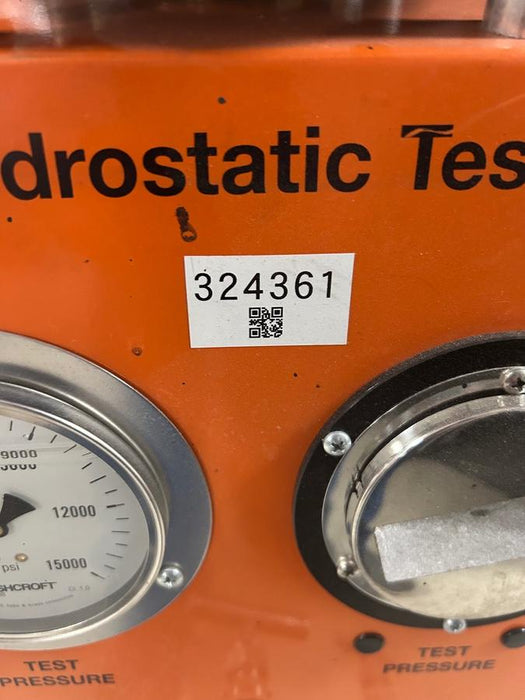 drostatic Tes
324361
9000
12000
15000
psi
SHCROFT
TEST
PRESSURE
TEST
PRESSURE